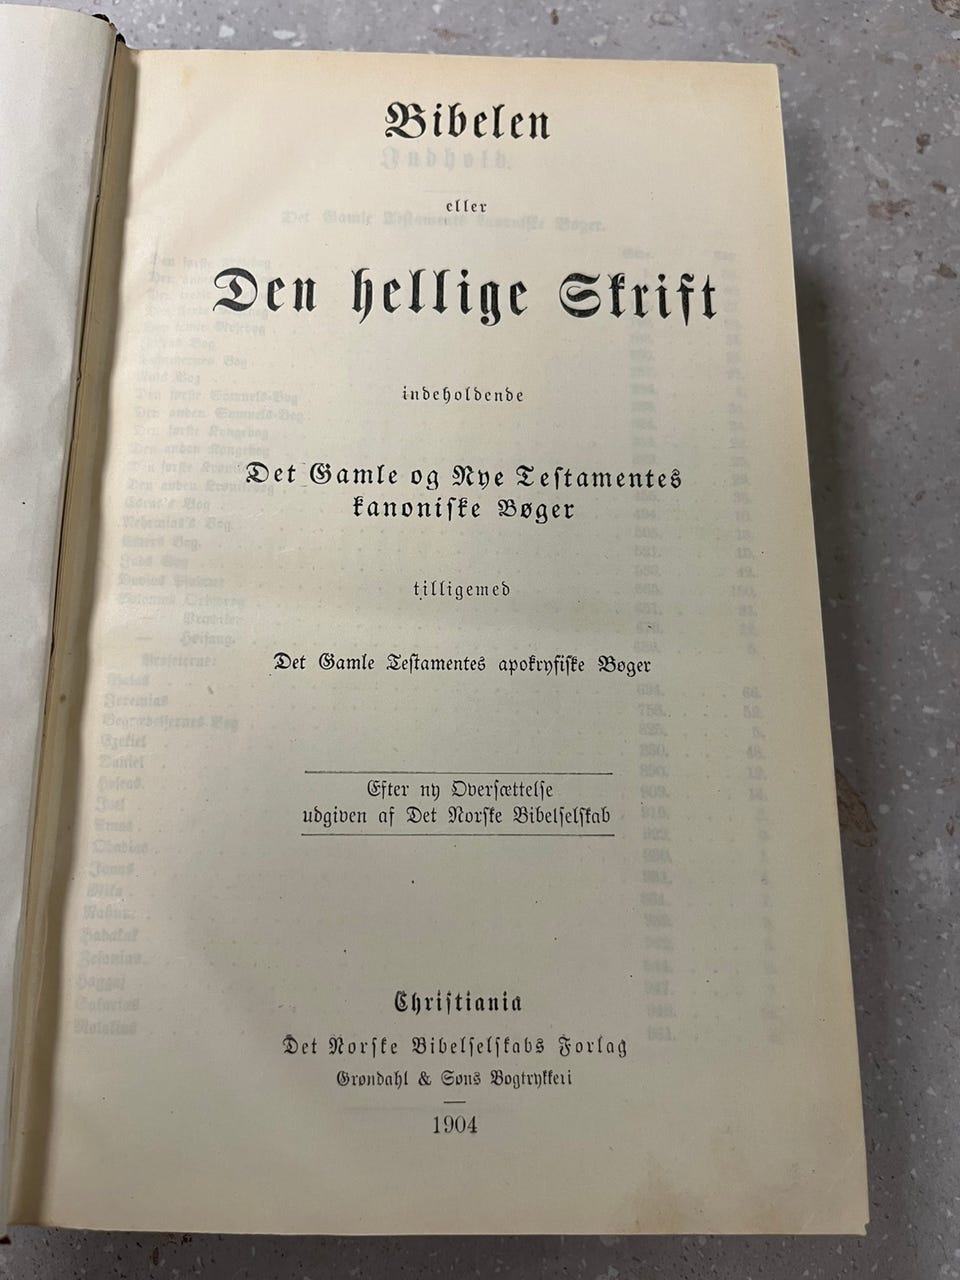 Bibelen
eller
Den hellige Skrift
indeholdende
Det Gamle og Nye Testamentes
kanoniske Bøger
tilligemed
Det Gamle Testamentes apokryfiske Bøger
Efter ny Oversættelse
udgiven af Det Norske Bibelselskab
Christiania
Det Norske Bibelselskabs Forlag
Grøndahl & Søns Bogtrykkeri
1904